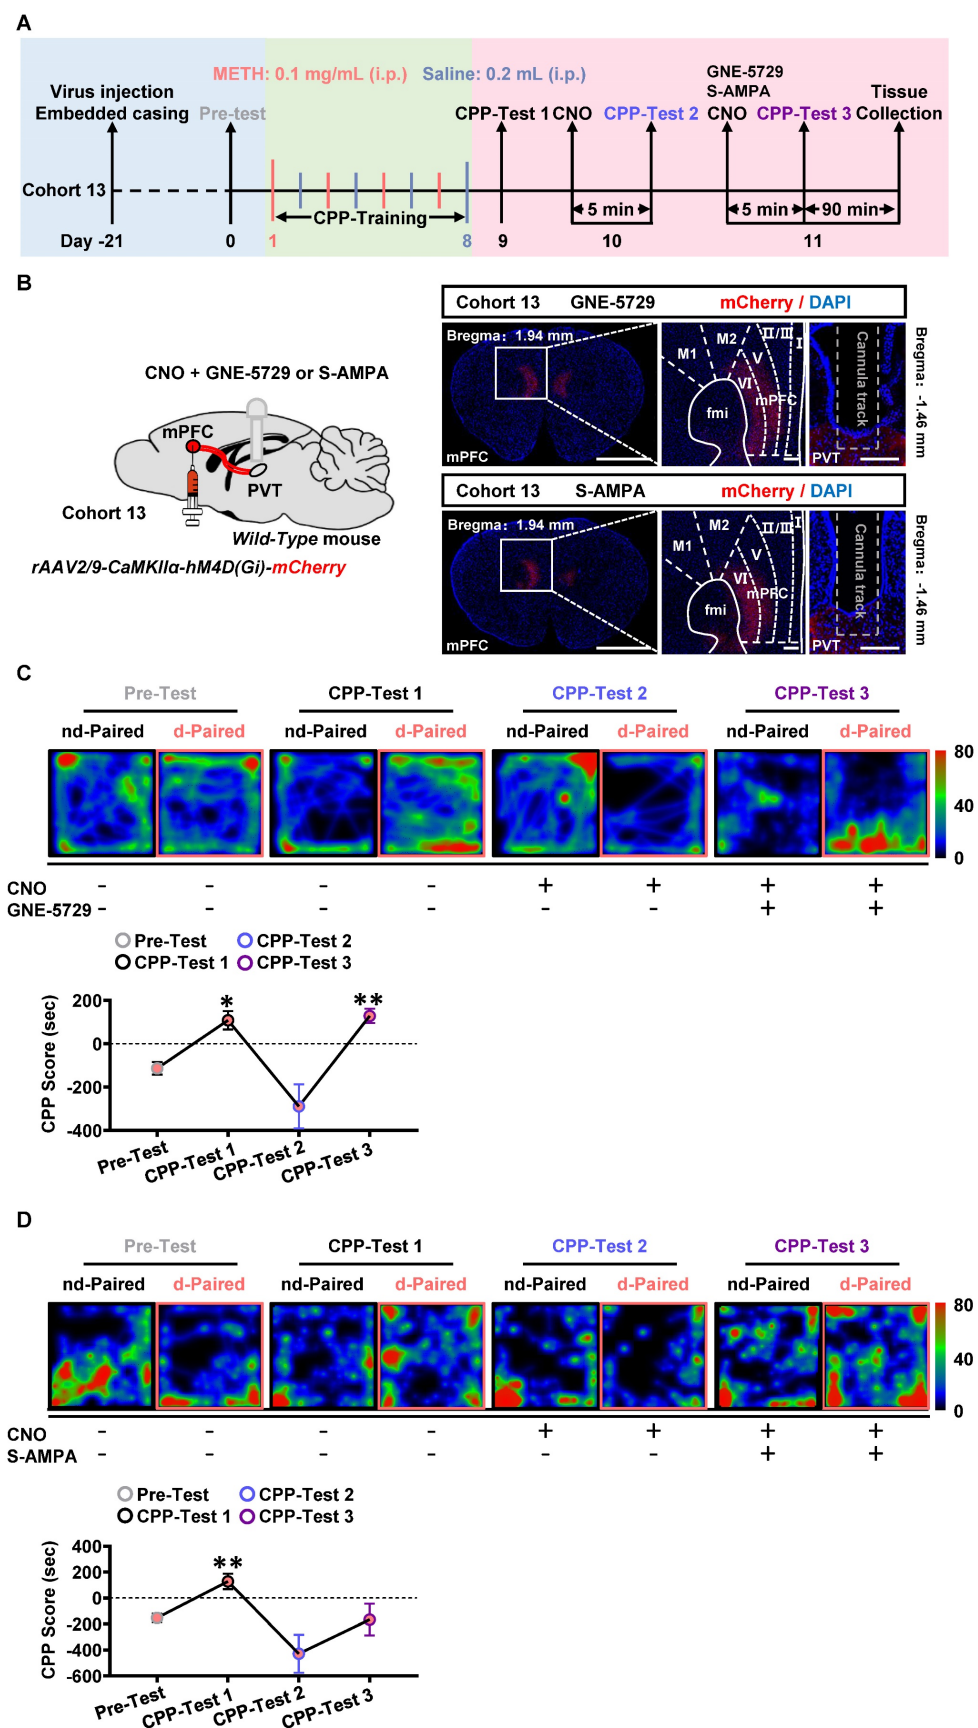 A
METH: 0.1 mg/mL (i.p.) Saline: 0.2 mL (i.p.)
GNE-5729
S-AMPA
Virus injection
Embedded casing
Pre-test
CPP-Test 1
CNO
CPP-Test 2
CNO
CPP-Test 3
Tissue
Collection
Cohort 13
CPP-Training
5 min
5 min
90 min
Day -21 0 1 8 9 10 11
B
CNO + GNE-5729 or S-AMPA
mPFC
PVT
Cohort 13
Wild-Type mouse
rAAV2/9-CaMKIIα-hM4D(Gi)-mCherry
Cohort 13 GNE-5729 mCherry / DAPI
Bregma: 1.94 mm
mPFC
M1
M2
II/III
I
V
VI
mPFC
fmi
Cannula track
PVT
Bregma: -1.46 mm
Cohort 13 S-AMPA mCherry / DAPI
Bregma: 1.94 mm
mPFC
M1
M2
II/III
I
V
VI
mPFC
fmi
Cannula track
PVT
Bregma: -1.46 mm
C
Pre-Test CPP-Test 1 CPP-Test 2 CPP-Test 3
nd-Paired d-Paired nd-Paired d-Paired nd-Paired d-Paired nd-Paired d-Paired
80
40
0
CNO - - - - + + + +
GNE-5729 - - - - - - + +
Pre-Test CPP-Test 2
CPP-Test 1 CPP-Test 3
CPP Score (sec)
200
0
-200
-400
*
**
Pre-Test
CPP-Test 1
CPP-Test 2
CPP-Test 3
D
Pre-Test CPP-Test 1 CPP-Test 2 CPP-Test 3
nd-Paired d-Paired nd-Paired d-Paired nd-Paired d-Paired nd-Paired d-Paired
80
40
0
CNO - - - - + + + +
S-AMPA - - - - - - + +
Pre-Test CPP-Test 2
CPP-Test 1 CPP-Test 3
CPP Score (sec)
400
200
0
-200
-400
-600
**
Pre-Test
CPP-Test 1
CPP-Test 2
CPP-Test 3